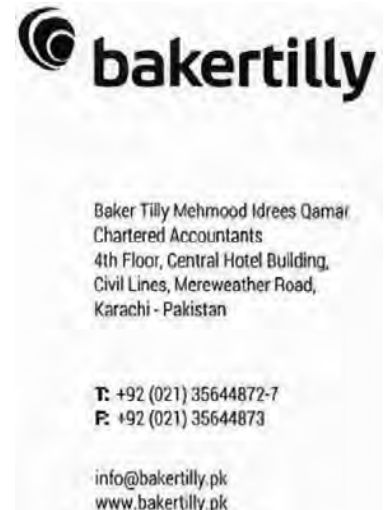 bakertilly
Baker Tilly Mehmood Idrees Qamar
Chartered Accountants
4th Floor, Central Hotel Building,
Civil Lines, Mereweather Road,
Karachi - Pakistan
T: +92 (021) 35644872-7
F: +92 (021) 35644873
info@bakertilly.pk
www.bakertilly.pk